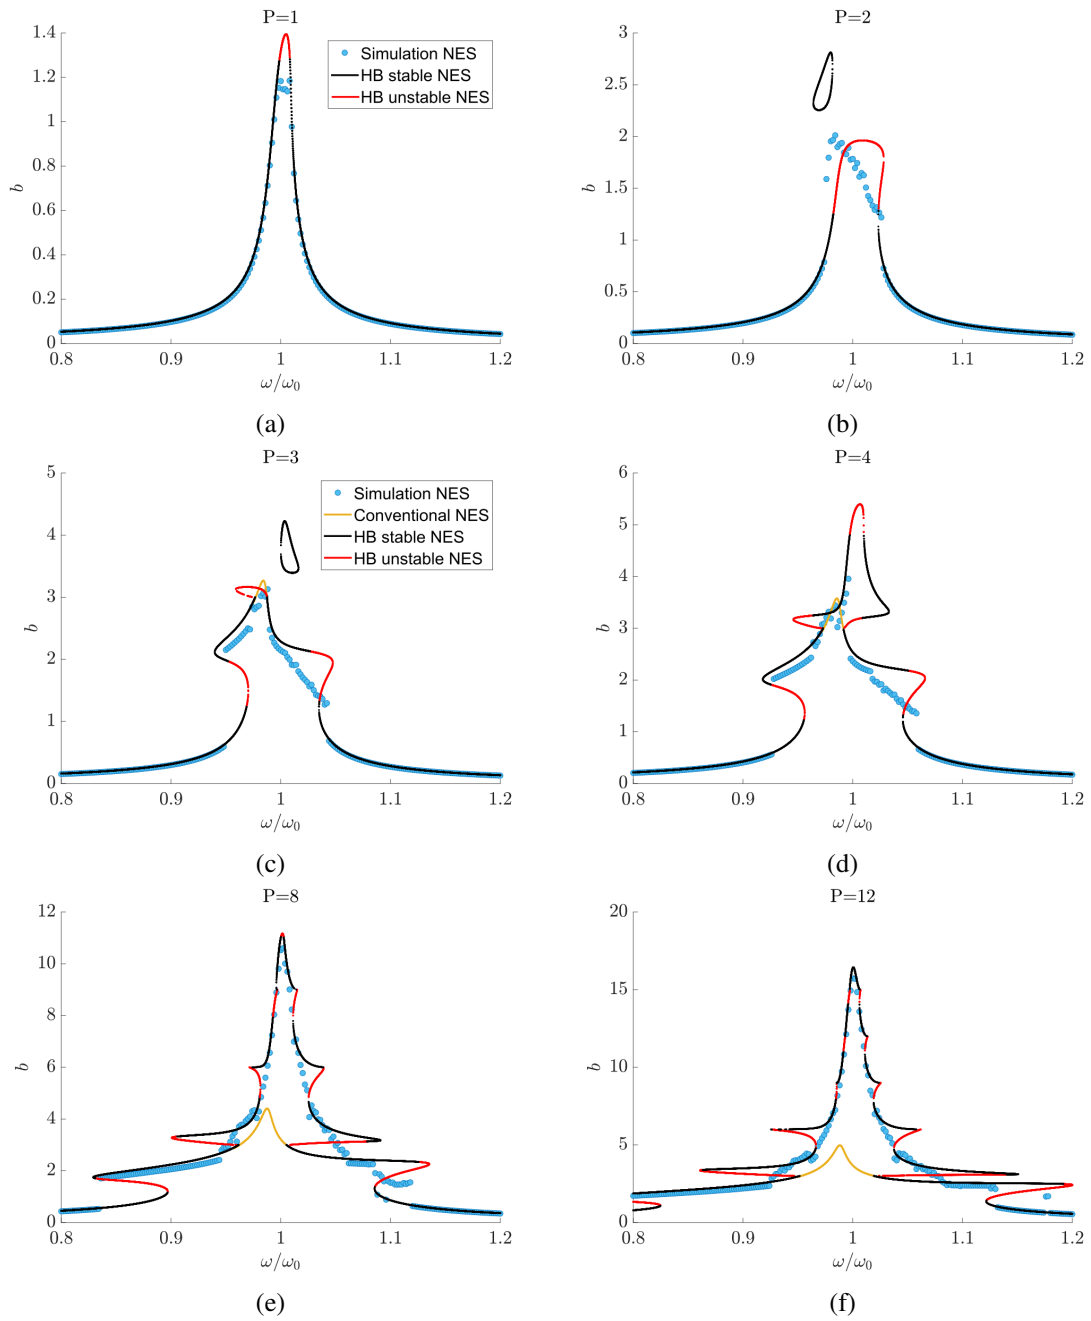 P=1
1.4
1.2
1
0.8
0.6
0.4
0.2
0
b
Simulation NES
HB stable NES
HB unstable NES
0.8 0.9 1 1.1 1.2
ω/ω₀
(a)
P=2
3
2.5
2
1.5
1
0.5
0
b
0.8 0.9 1 1.1 1.2
ω/ω₀
(b)
P=3
5
4
3
2
1
0
b
Simulation NES
Conventional NES
HB stable NES
HB unstable NES
0.8 0.9 1 1.1 1.2
ω/ω₀
(c)
P=4
6
5
4
3
2
1
0
b
0.8 0.9 1 1.1 1.2
ω/ω₀
(d)
P=8
12
10
8
6
4
2
0
b
0.8 0.9 1 1.1 1.2
ω/ω₀
(e)
P=12
20
15
10
5
0
b
0.8 0.9 1 1.1 1.2
ω/ω₀
(f)